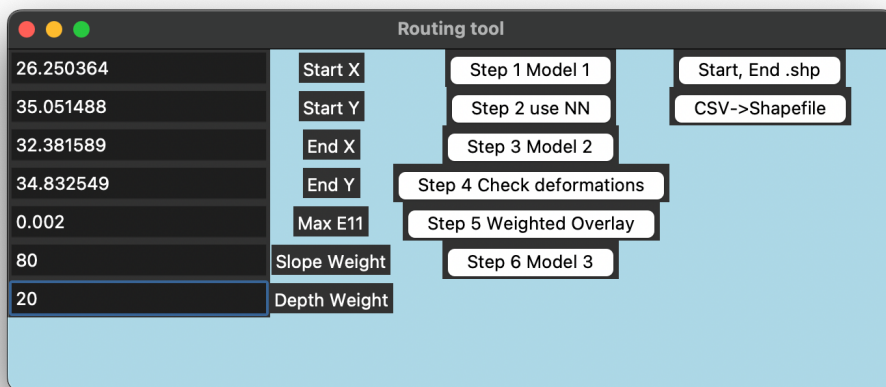 Routing tool
26.250364 Start X Step 1 Model 1 Start, End .shp
35.051488 Start Y Step 2 use NN CSV->Shapefile
32.381589 End X Step 3 Model 2
34.832549 End Y Step 4 Check deformations
0.002 Max E11 Step 5 Weighted Overlay
80 Slope Weight Step 6 Model 3
20 Depth Weight